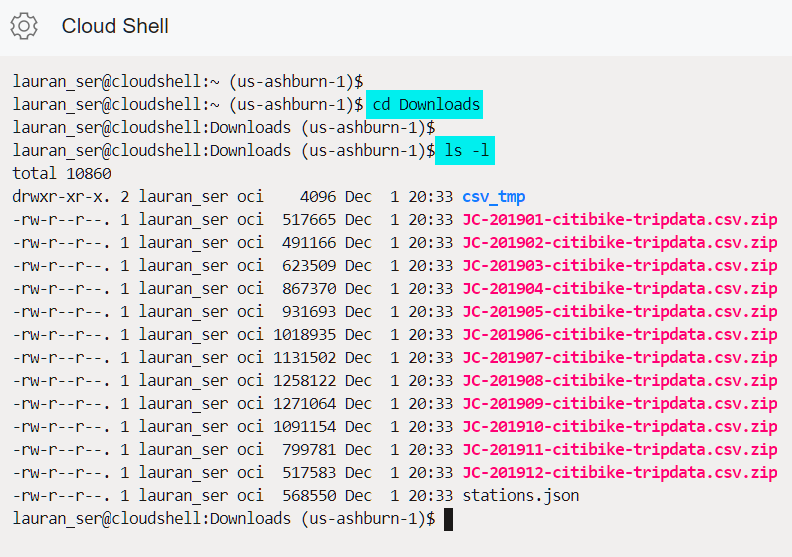 Cloud Shell
lauran_ser@cloudshell:~ (us-ashburn-1)$
lauran_ser@cloudshell:~ (us-ashburn-1)$ cd Downloads
lauran_ser@cloudshell:Downloads (us-ashburn-1)$
lauran_ser@cloudshell:Downloads (us-ashburn-1)$ ls -l
total 10860
drwxr-xr-x. 2 lauran_ser oci    4096 Dec  1 20:33 csv_tmp
-rw-r--r--. 1 lauran_ser oci  517665 Dec  1 20:33 JC-201901-citibike-tripdata.csv.zip
-rw-r--r--. 1 lauran_ser oci  491166 Dec  1 20:33 JC-201902-citibike-tripdata.csv.zip
-rw-r--r--. 1 lauran_ser oci  623509 Dec  1 20:33 JC-201903-citibike-tripdata.csv.zip
-rw-r--r--. 1 lauran_ser oci  867370 Dec  1 20:33 JC-201904-citibike-tripdata.csv.zip
-rw-r--r--. 1 lauran_ser oci  931693 Dec  1 20:33 JC-201905-citibike-tripdata.csv.zip
-rw-r--r--. 1 lauran_ser oci 1018935 Dec  1 20:33 JC-201906-citibike-tripdata.csv.zip
-rw-r--r--. 1 lauran_ser oci 1131502 Dec  1 20:33 JC-201907-citibike-tripdata.csv.zip
-rw-r--r--. 1 lauran_ser oci 1258122 Dec  1 20:33 JC-201908-citibike-tripdata.csv.zip
-rw-r--r--. 1 lauran_ser oci 1271064 Dec  1 20:33 JC-201909-citibike-tripdata.csv.zip
-rw-r--r--. 1 lauran_ser oci 1091154 Dec  1 20:33 JC-201910-citibike-tripdata.csv.zip
-rw-r--r--. 1 lauran_ser oci  799781 Dec  1 20:33 JC-201911-citibike-tripdata.csv.zip
-rw-r--r--. 1 lauran_ser oci  517583 Dec  1 20:33 JC-201912-citibike-tripdata.csv.zip
-rw-r--r--. 1 lauran_ser oci  568550 Dec  1 20:33 stations.json
lauran_ser@cloudshell:Downloads (us-ashburn-1)$